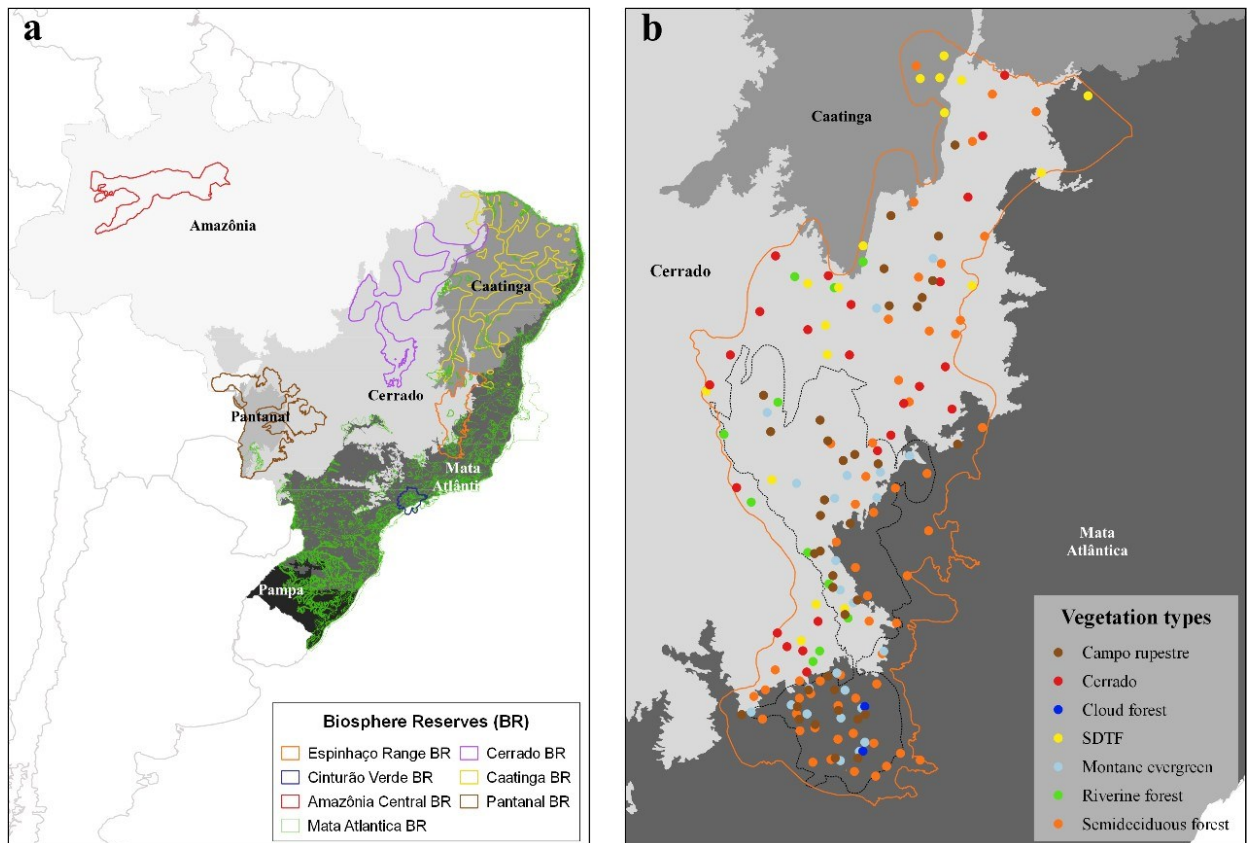 a
Amazônia
Caatinga
Cerrado
Pantanal
Mata
Atlânti
Pampa
Biosphere Reserves (BR)
Espinhaço Range BR
Cinturão Verde BR
Amazônia Central BR
Mata Atlantica BR
Cerrado BR
Caatinga BR
Pantanal BR
b
Caatinga
Cerrado
Mata
Atlântica
Vegetation types
Campo rupestre
Cerrado
Cloud forest
SDTF
Montane evergreen
Riverine forest
Semideciduous forest